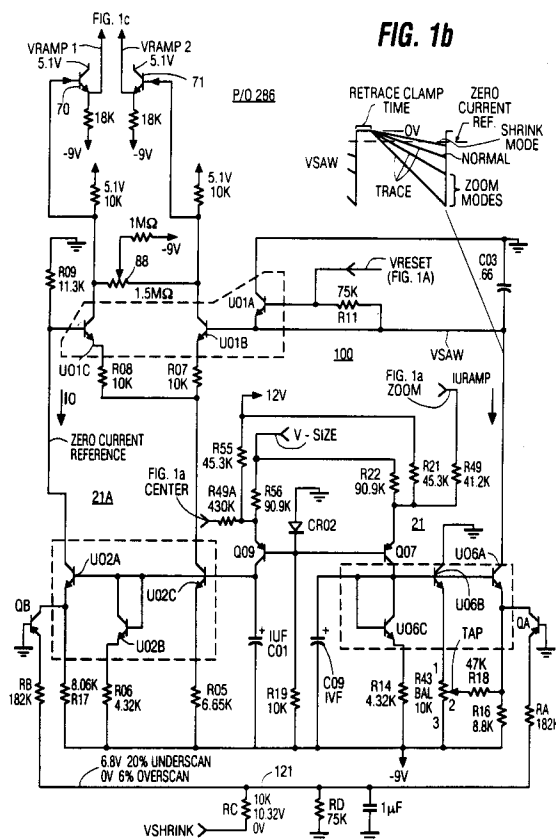 FIG. 1b
FIG. 1c
VRAMP 1
VRAMP 2
5.1V
5.1V
71
70
18K
18K
-9V
-9V
P/O 286
RETRACE CLAMP
TIME
0V
ZERO
CURRENT
REF.
SHRINK
MODE
NORMAL
VSAW
TRACE
ZOOM
MODES
5.1V
10K
5.1V
10K
1MΩ
-9V
88
1.5MΩ
R09
11.3K
U01A
VRESET
(FIG. 1A)
75K
R11
C03
.66
U01C
U01B
VSAW
R08
10K
R07
10K
100
IO
12V
FIG. 1a
ZOOM
IURAMP
ZERO CURRENT
REFERENCE
V - SIZE
R55
45.3K
FIG. 1a
CENTER
R49A
430K
R56
90.9K
R22
90.9K
R21
45.3K
R49
41.2K
21A
CR02
21
Q09
Q07
U02A
U02C
U06A
U06B
QB
U02B
U06C
TAP
QA
47K
R18
1UF
C01
C09
IVF
RB
182K
8.06K
R17
R06
4.32K
R05
6.65K
R19
10K
R14
4.32K
R43
BAL
10K
1
2
3
R16
8.8K
RA
182K
-9V
6.8V 20% UNDERSCAN
0V 6% OVERSCAN
121
RC
10K
10.32V
0V
VSHRINK
RD
75K
1µF